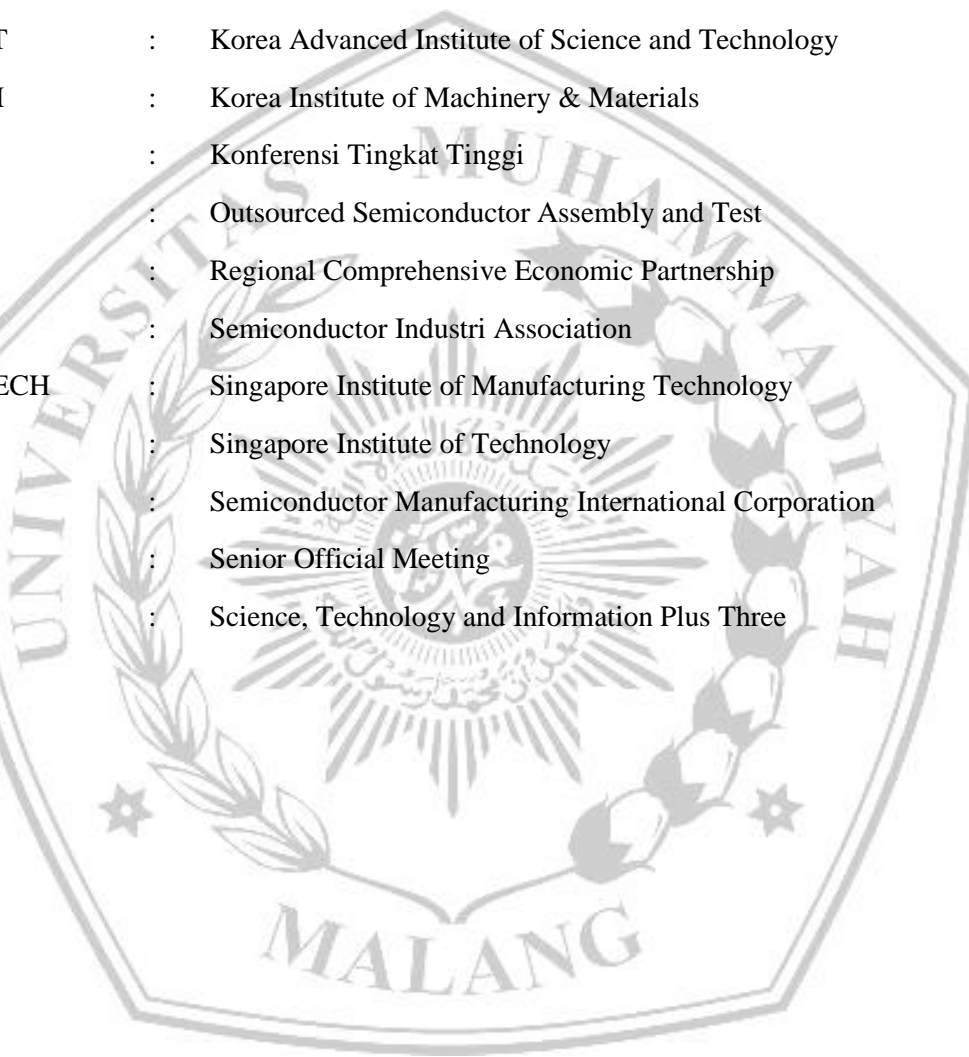 T : Korea Advanced Institute of Science and Technology
I : Korea Institute of Machinery & Materials
: Konferensi Tingkat Tinggi
: Outsourced Semiconductor Assembly and Test
: Regional Comprehensive Economic Partnership
: Semiconductor Industri Association
ECH : Singapore Institute of Manufacturing Technology
: Singapore Institute of Technology
: Semiconductor Manufacturing International Corporation
: Senior Official Meeting
: Science, Technology and Information Plus Three
UNIVERSITAS MUHAMMADIYAH
MALANG